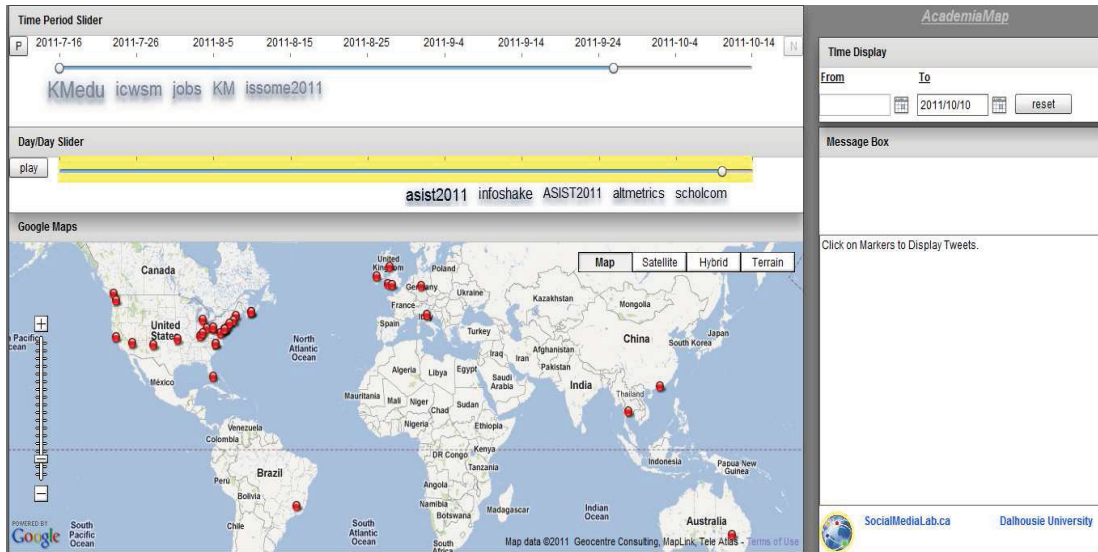 Time Period Slider
P 2011-7-16 2011-7-26 2011-8-5 2011-8-15 2011-8-25 2011-9-4 2011-9-14 2011-9-24 2011-10-4 2011-10-14 N
KMedu icwsm jobs KM issome2011
Day/Day Slider
play
asist2011 infoshake ASIST2011 altmetrics scholcom
Google Maps
Map Satellite Hybrid Terrain
Canada
United Kingdom
Poland
Germany
Ukraine
France
Kazakhstan
Mongolia
United States
Spain
Italy
Turkey
China
Japan
South Korea
North Pacific Ocean
North Atlantic Ocean
Iraq
Iran
Afghanistan
Pakistan
Algeria
Libya
Egypt
Saudi Arabia
India
México
Mauritania
Mali
Niger
Chad
Sudan
Thailand
Nigeria
Ethiopia
Venezuela
Colombia
DR Congo
Kenya
Tanzania
Indonesia
Papua New Guinea
Brazil
Perú
Bolivia
Angola
Namibia
Botswana
Madagascar
Indian Ocean
Australia
Chile
South Pacific Ocean
South Atlantic Ocean
South Africa
POWERED BY
Google
Map data ©2011 Geocentre Consulting, MapLink, Tele Atlas - Terms of Use
AcademiaMap
Time Display
From To
2011/10/10 reset
Message Box
Click on Markers to Display Tweets.
SocialMediaLab.ca Dalhousie University